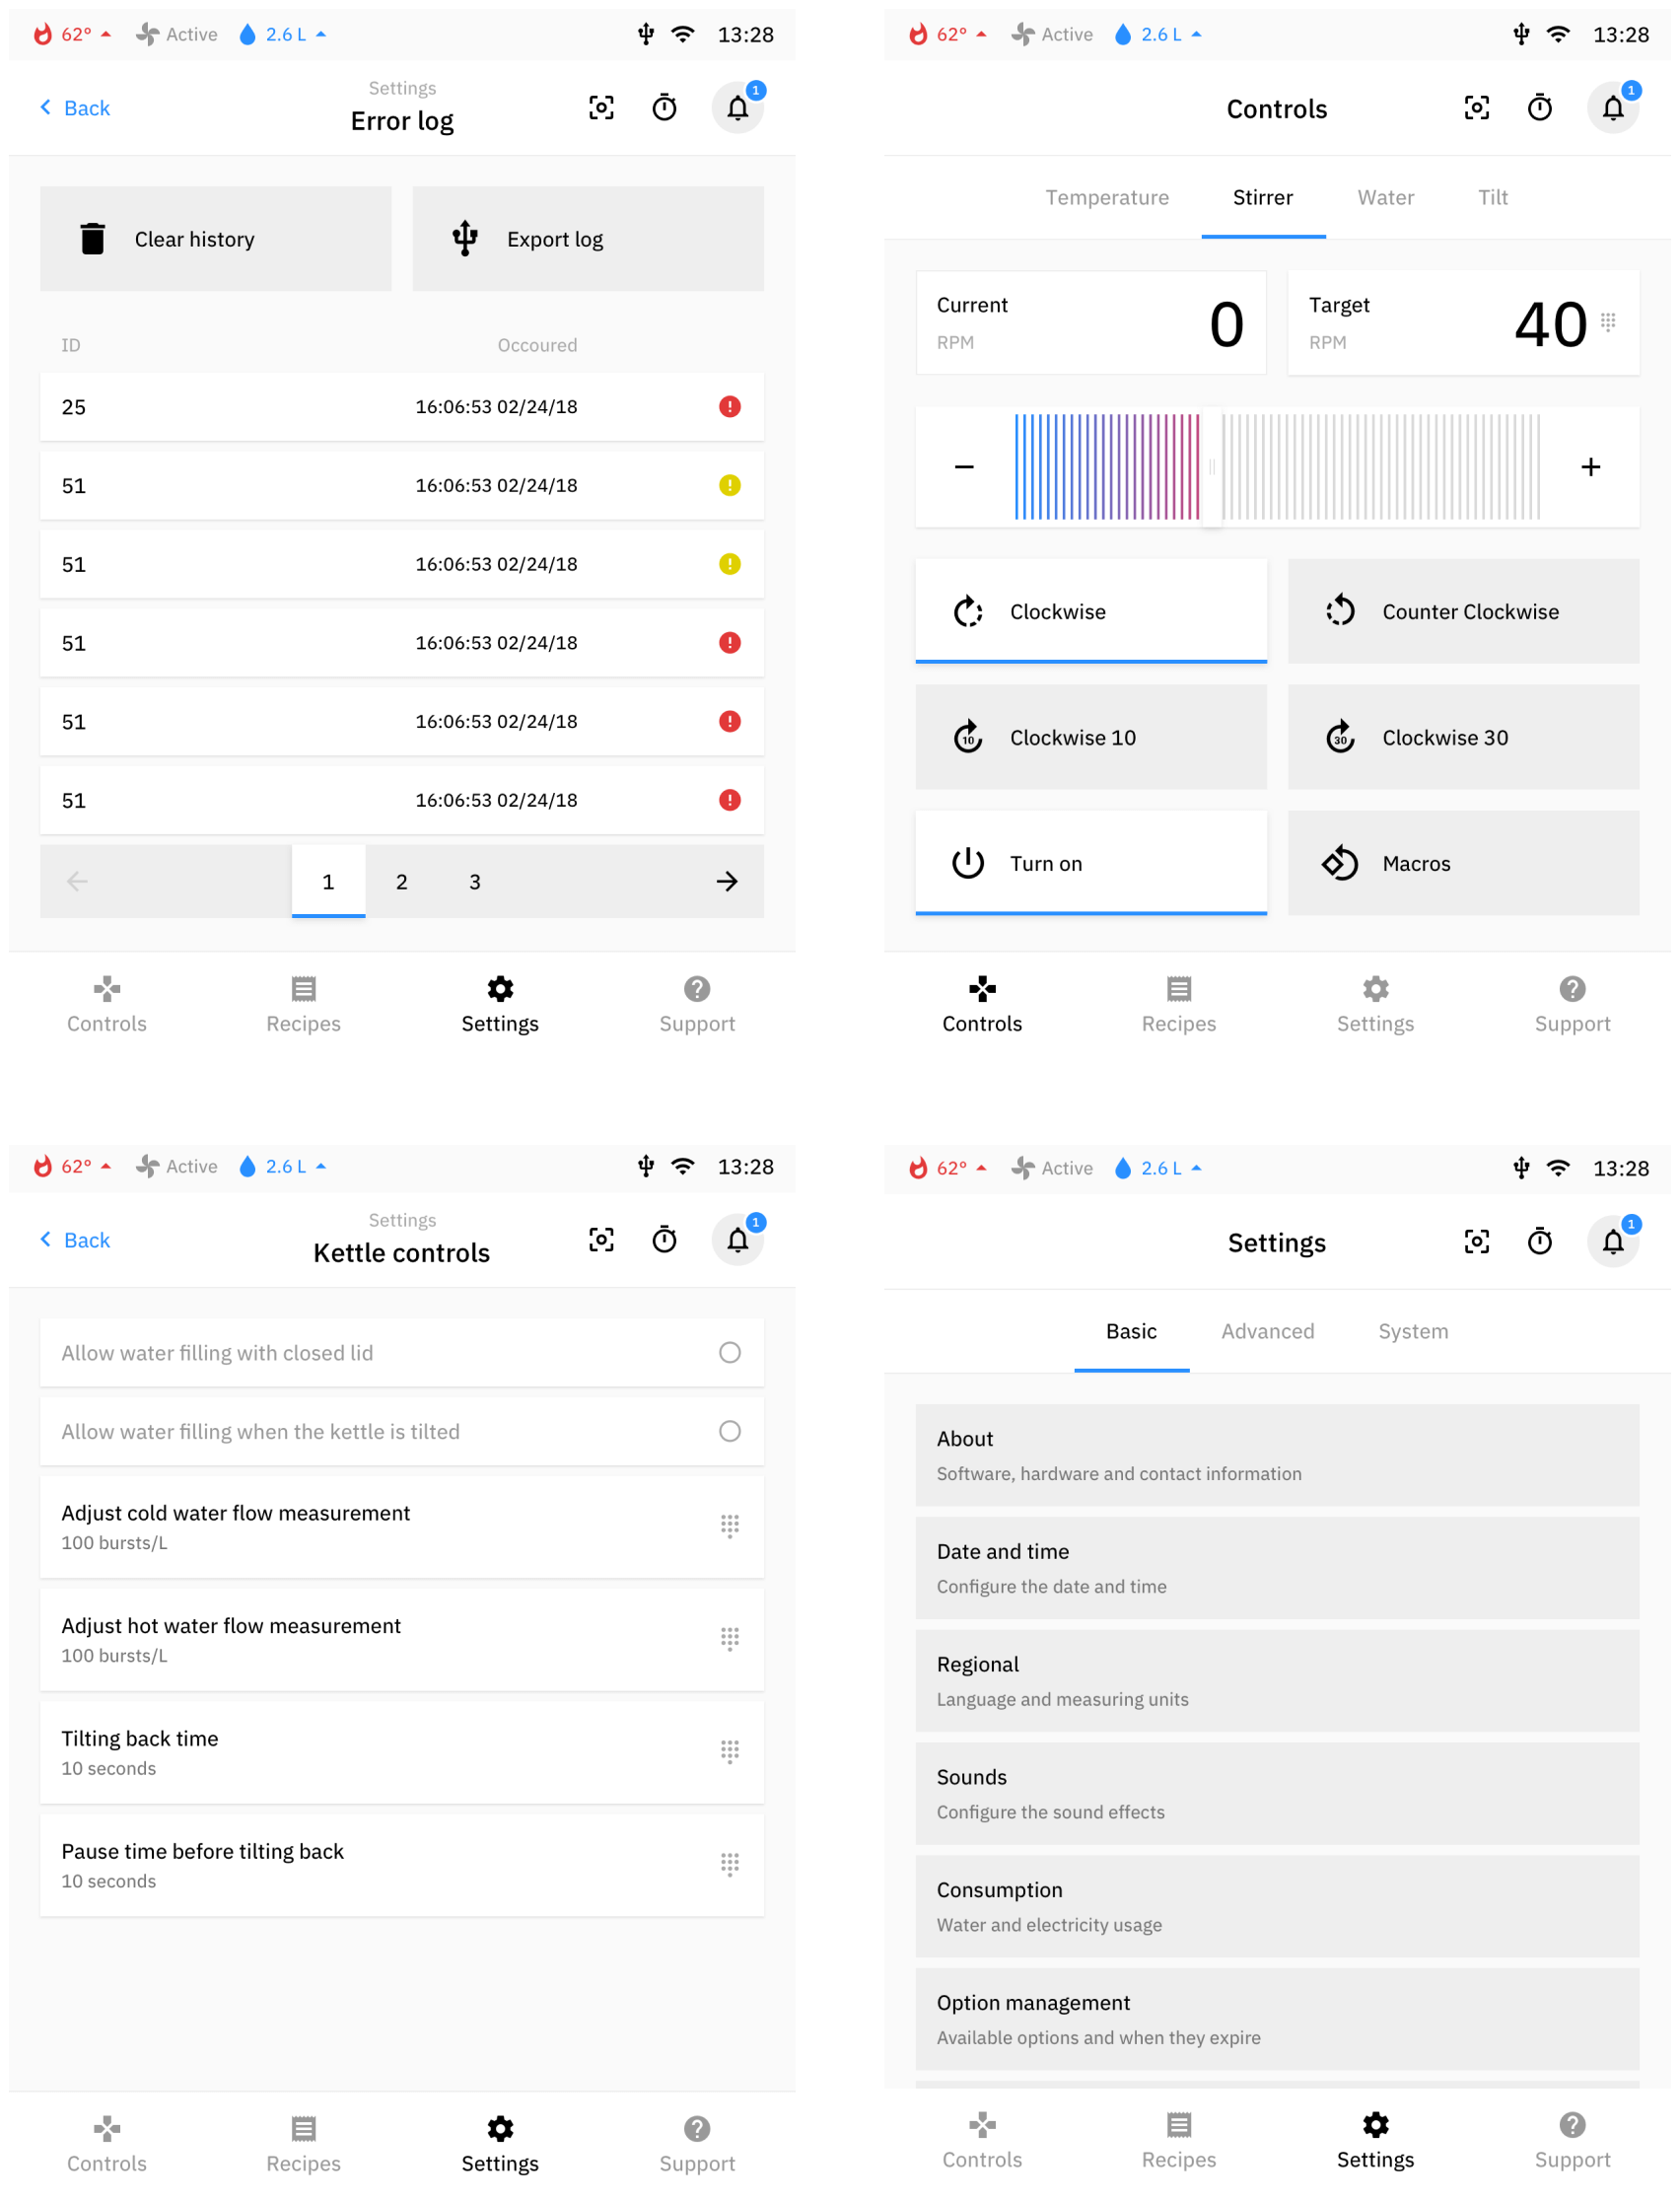 62° Active 2.6 L 13:28
Back
Settings
Error log
1
Clear history
Export log
ID Occoured
25 16:06:53 02/24/18
51 16:06:53 02/24/18
51 16:06:53 02/24/18
51 16:06:53 02/24/18
51 16:06:53 02/24/18
51 16:06:53 02/24/18
1 2 3
Controls Recipes Settings Support
62° Active 2.6 L 13:28
Controls
1
Temperature Stirrer Water Tilt
Current
RPM
0
Target
RPM
40
Clockwise
Counter Clockwise
10
Clockwise 10
30
Clockwise 30
Turn on
Macros
Controls Recipes Settings Support
62° Active 2.6 L 13:28
Back
Settings
Kettle controls
1
Allow water filling with closed lid
Allow water filling when the kettle is tilted
Adjust cold water flow measurement
100 bursts/L
Adjust hot water flow measurement
100 bursts/L
Tilting back time
10 seconds
Pause time before tilting back
10 seconds
Controls Recipes Settings Support
62° Active 2.6 L 13:28
Settings
1
Basic Advanced System
About
Software, hardware and contact information
Date and time
Configure the date and time
Regional
Language and measuring units
Sounds
Configure the sound effects
Consumption
Water and electricity usage
Option management
Available options and when they expire
Controls Recipes Settings Support